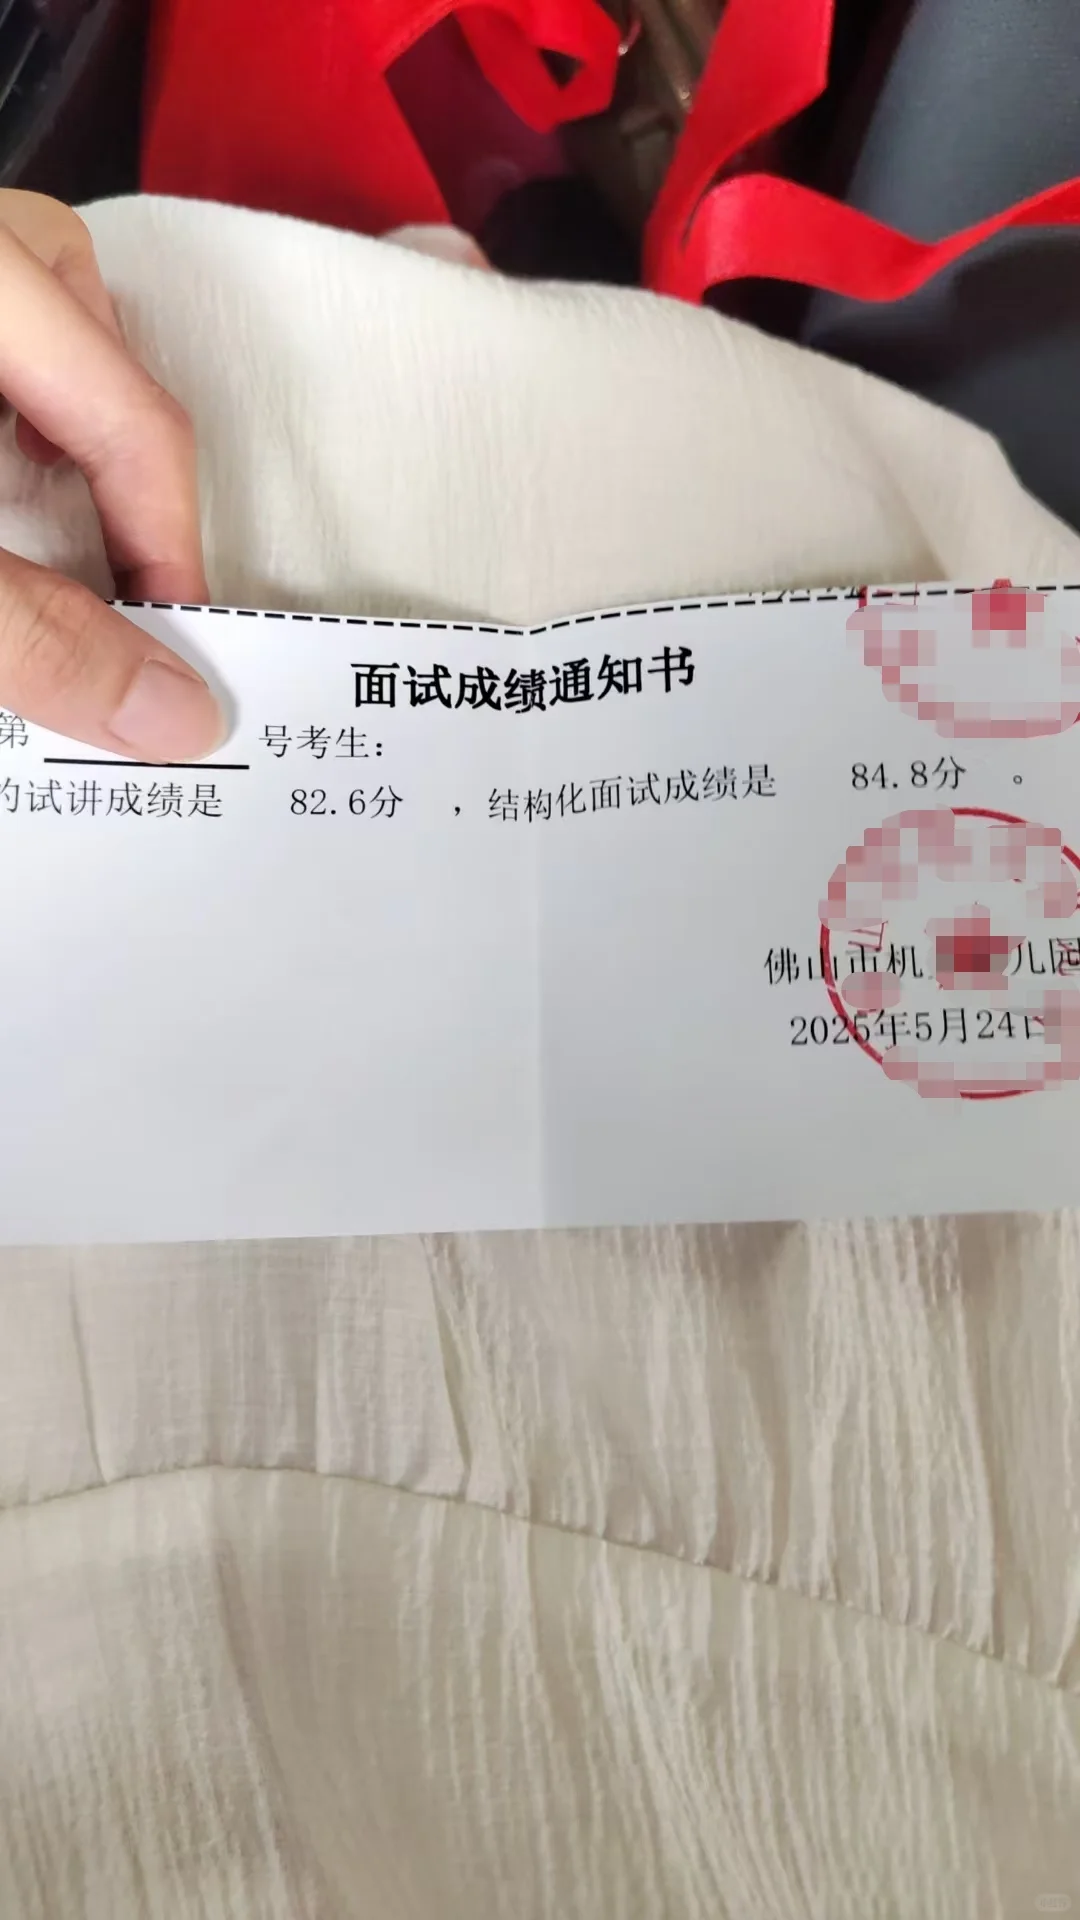 面试成绩通知书
第 号考生：
的试讲成绩是 82.6分 ，结构化面试成绩是 84.8分 。
佛山市机 儿园
2025年5月24日